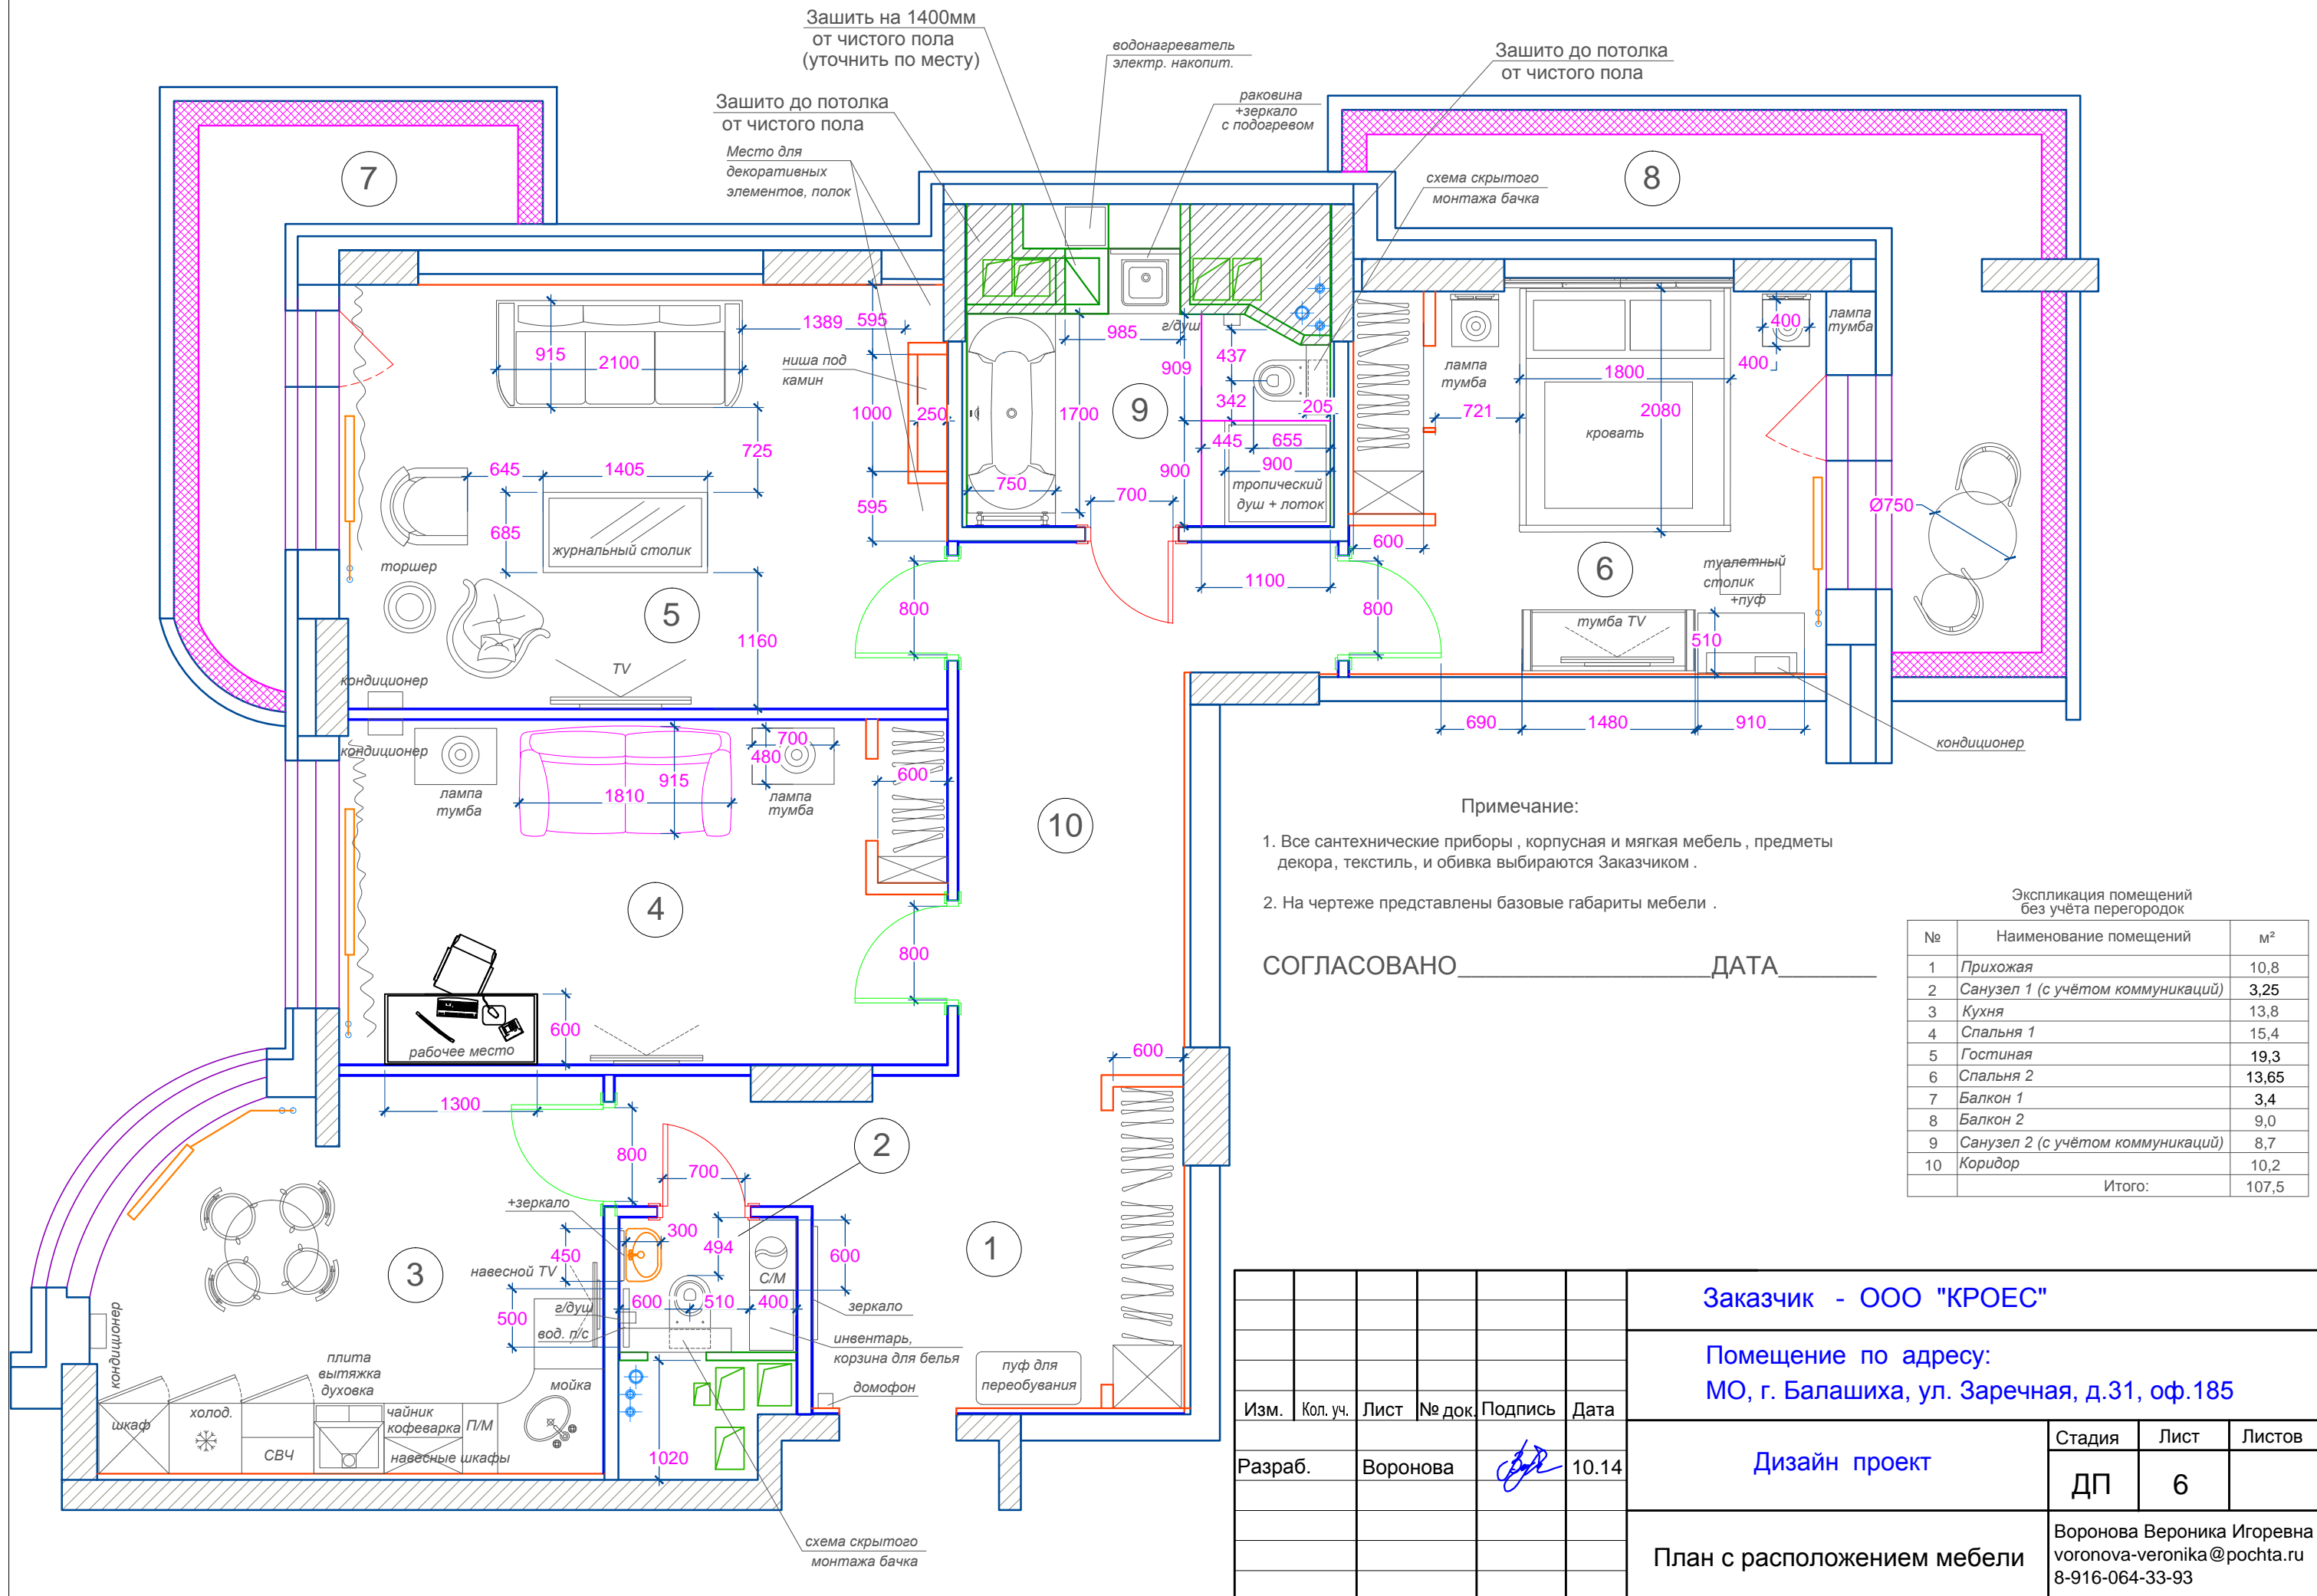 Зашить на 1400мм
от чистого пола
(уточнить по месту)
водонагреватель
электр. накопит.
Зашито до потолка
от чистого пола
Зашито до потолка
от чистого пола
раковина
+зеркало
с подогревом
Место для
декоративных
элементов, полок
схема скрытого
монтажа бачка
7
8
1389
595
915
2100
ниша под
камин
1000
250
725
645
1405
685
595
журнальный столик
торшер
5
1160
TV
800
кондиционер
985
г/душ
909
437
342
205
9
1700
445
655
900
900
750
700
тропический
душ + лоток
1100
600
800
лампа
тумба
400
400
лампа
тумба
1800
2080
721
кровать
Ø750
6
туалетный
столик
+пуф
тумба TV
510
690
1480
910
кондиционер
кондиционер
лампа
тумба
1810
915
700
480
лампа
тумба
600
10
4
800
рабочее место
600
1300
600
Примечание:
1. Все сантехнические приборы , корпусная и мягкая мебель , предметы
декора, текстиль, и обивка выбираются Заказчиком .
2. На чертеже представлены базовые габариты мебели .
СОГЛАСОВАНО___________________ДАТА_______
Экспликация помещений
без учёта перегородок
№ Наименование помещений м²
1 Прихожая 10,8
2 Санузел 1 (с учётом коммуникаций) 3,25
3 Кухня 13,8
4 Спальня 1 15,4
5 Гостиная 19,3
6 Спальня 2 13,65
7 Балкон 1 3,4
8 Балкон 2 9,0
9 Санузел 2 (с учётом коммуникаций) 8,7
10 Коридор 10,2
Итого: 107,5
800
700
2
+зеркало
300
494
450
600
1
3
навесной TV
С/М
г/душ
600
510
400
зеркало
500
вод. п/с
инвентарь,
корзина для белья
кондиционер
плита
вытяжка
духовка
мойка
домофон
пуф для
переобувания
шкаф
холод.
СВЧ
чайник
кофеварка
П/М
навесные шкафы
1020
схема скрытого
монтажа бачка
Заказчик - ООО "КРОЕС"
Помещение по адресу:
МО, г. Балашиха, ул. Заречная, д.31, оф.185
Изм. Кол. уч. Лист № док. Подпись Дата
Разраб. Воронова 10.14
Дизайн проект
Стадия Лист Листов
ДП 6
План с расположением мебели
Воронова Вероника Игоревна
voronova-veronika@pochta.ru
8-916-064-33-93